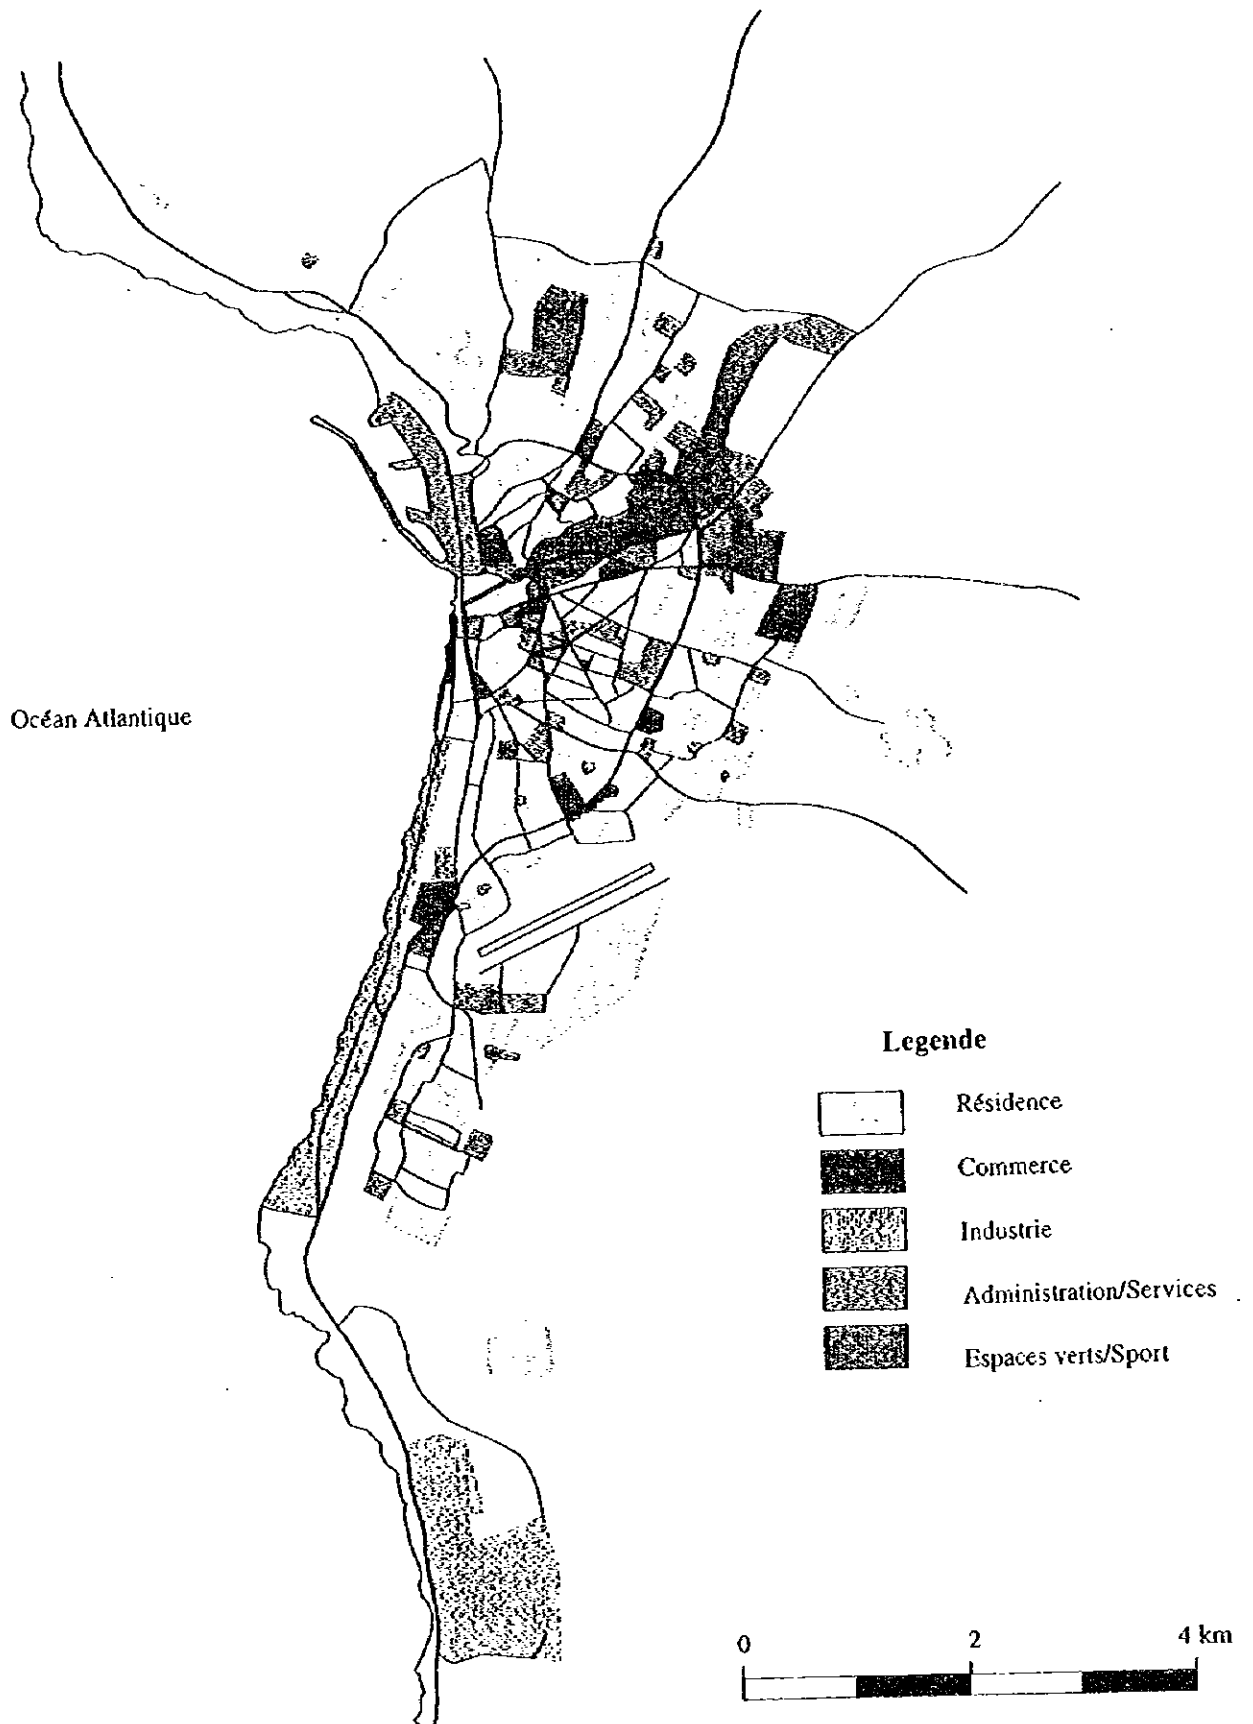 Océan Atlantique
Legende
Résidence
Commerce
Industrie
Administration/Services
Espaces verts/Sport
0 2 4 km